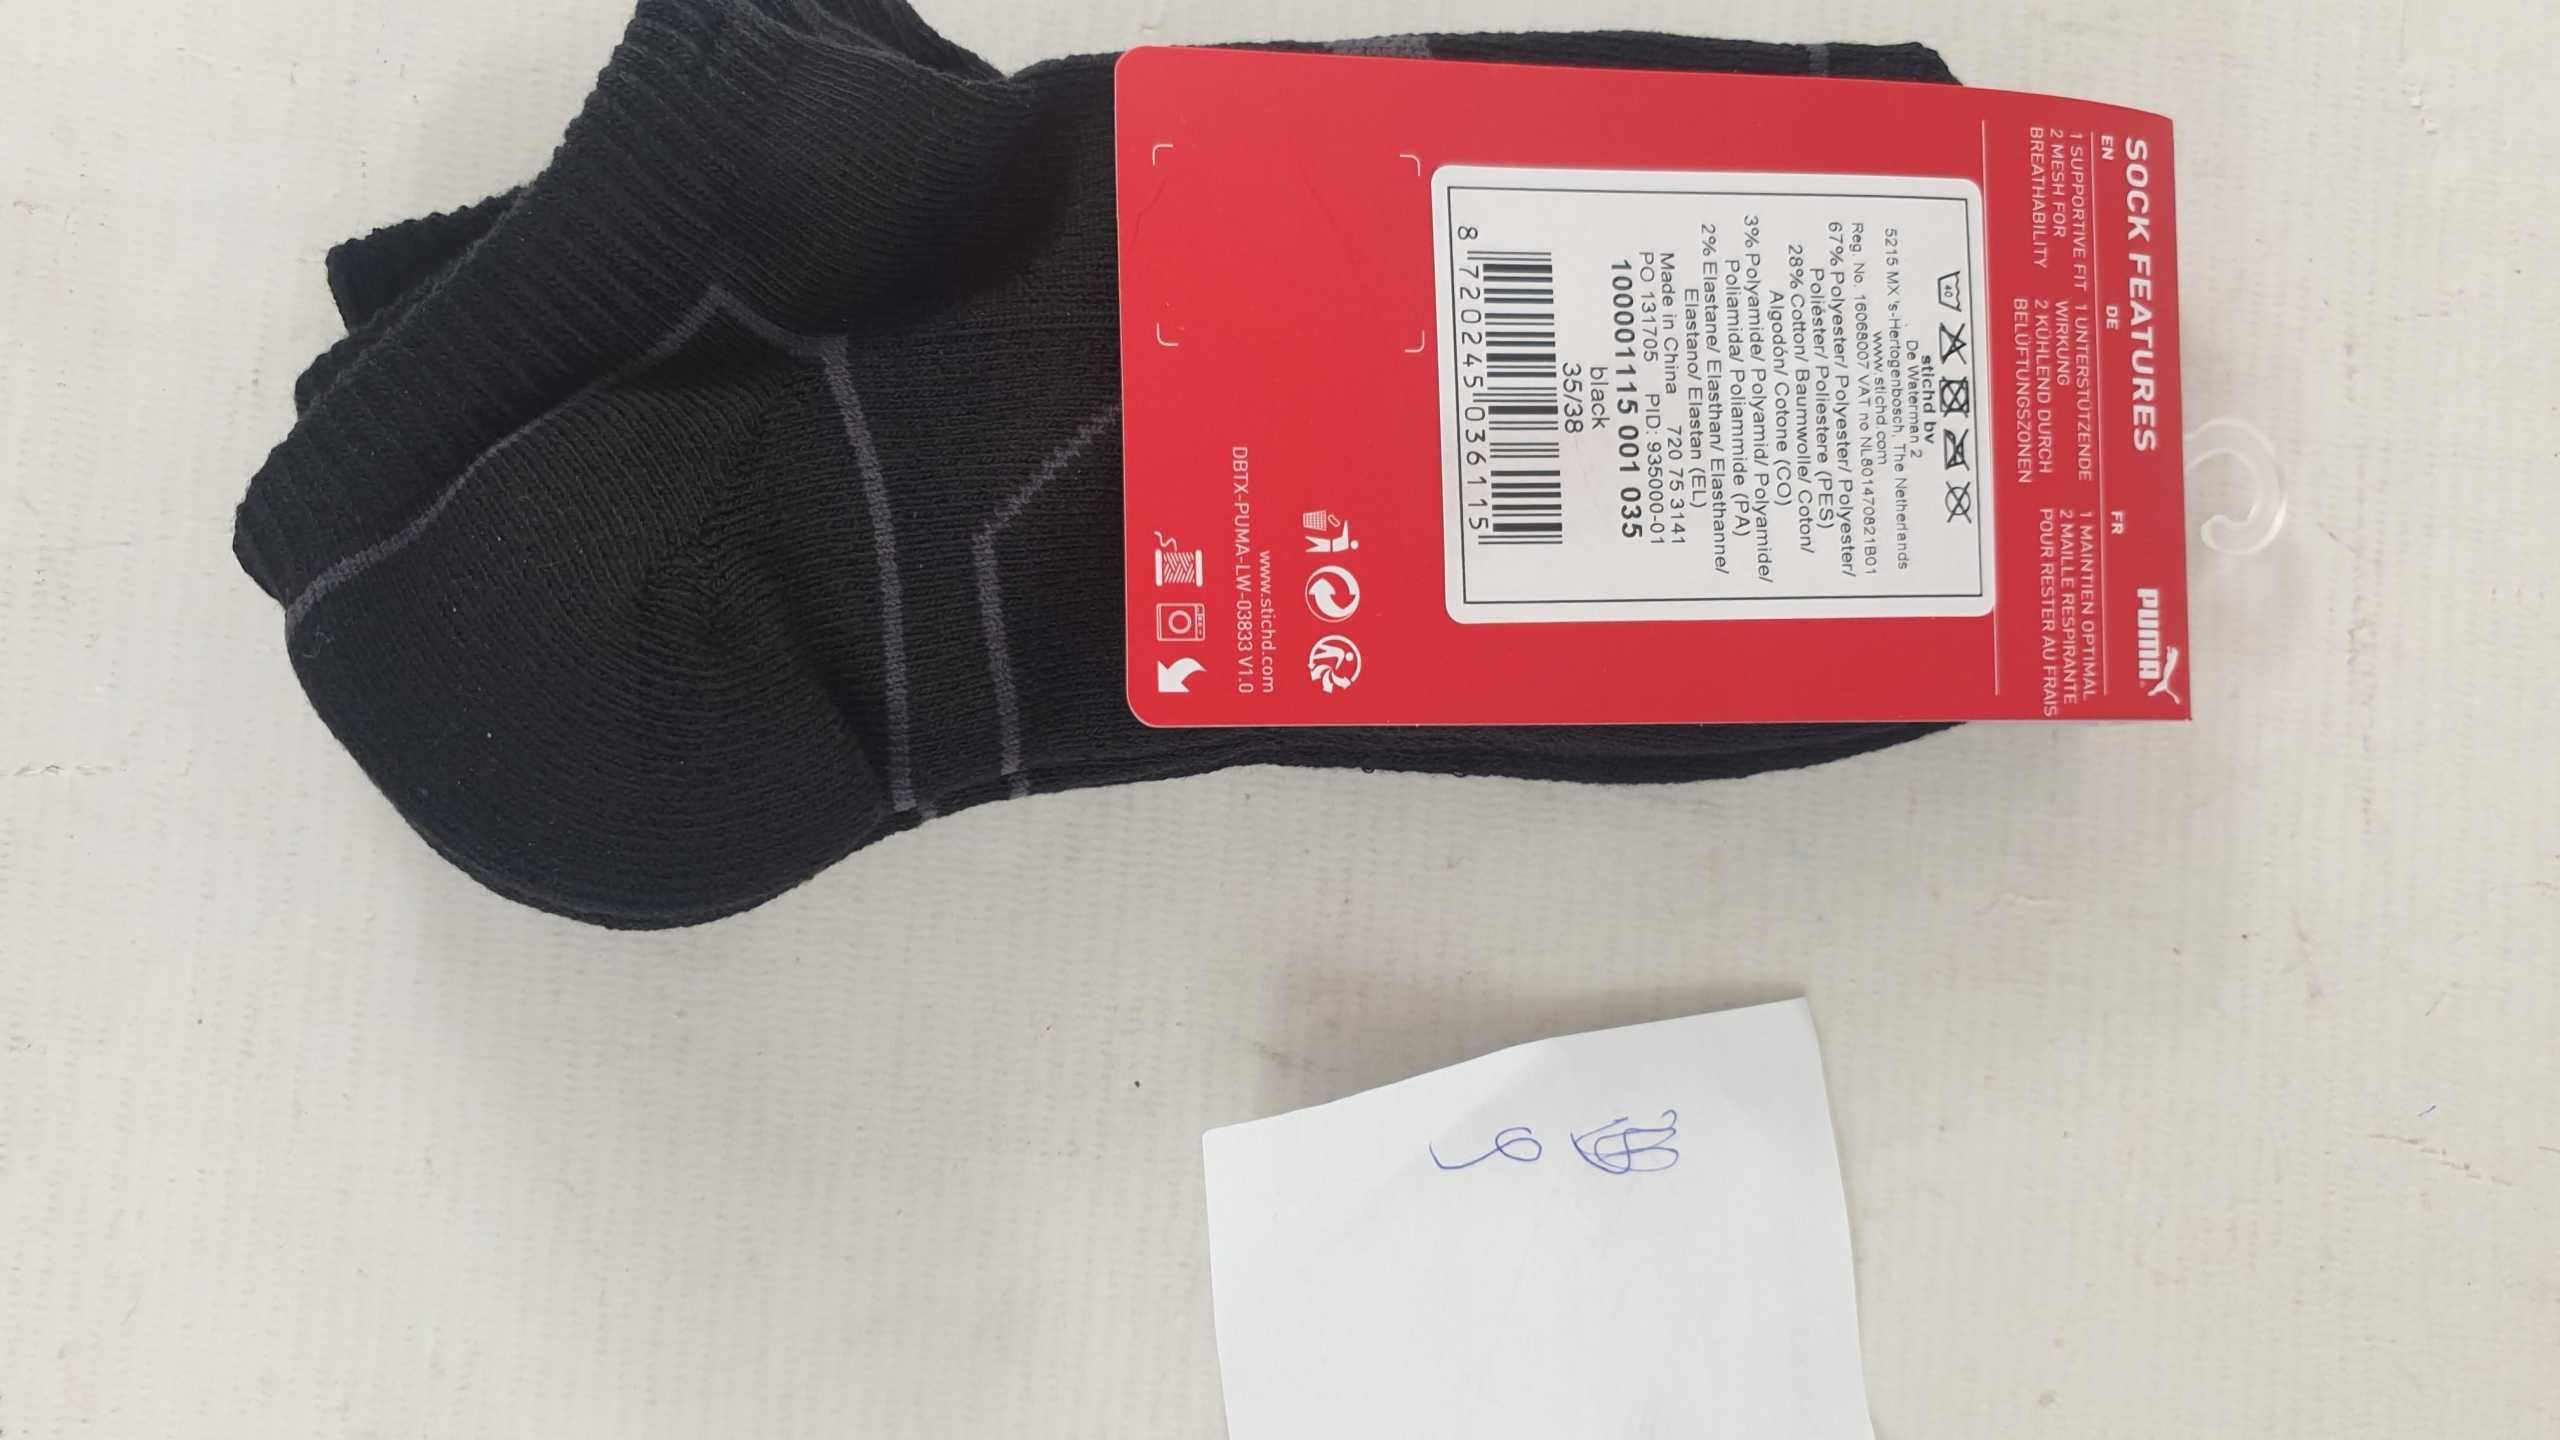 SOCK FEATURES
PUMA
EN
1 SUPPORTIVE FIT
2 MESH FOR
BREATHABILITY
DE
1 UNTERSTÜTZENDE
WIRKUNG
2 KÜHLEND DURCH
BELÜFTUNGSZONEN
FR
1 MAINTIEN OPTIMAL
2 MAILLE RESPIRANTE
POUR RESTER AU FRAIS
40
stichd bv
De Waterman 2
5215 MX 's-Hertogenbosch, The Netherlands
www.stichd.com
Reg. No. 16068007 VAT no NL801470821B01
67% Polyester/ Polyester/ Polyester/
Poliéster/ Poliestere (PES)
28% Cotton/ Baumwolle/ Coton/
Algodón/ Cotone (CO)
3% Polyamide/ Polyamid/ Polyamide/
Poliamida/ Poliammide (PA)
2% Elastane/ Elasthan/ Elasthanne/
Elastano/ Elastan (EL)
Made in China 720 75 3141
PO 131705 PID: 935000-01
100001115 001 035
black
35/38
8 720245 036115
www.stichd.com
DBTX-PUMA-LW-03833 V1.0